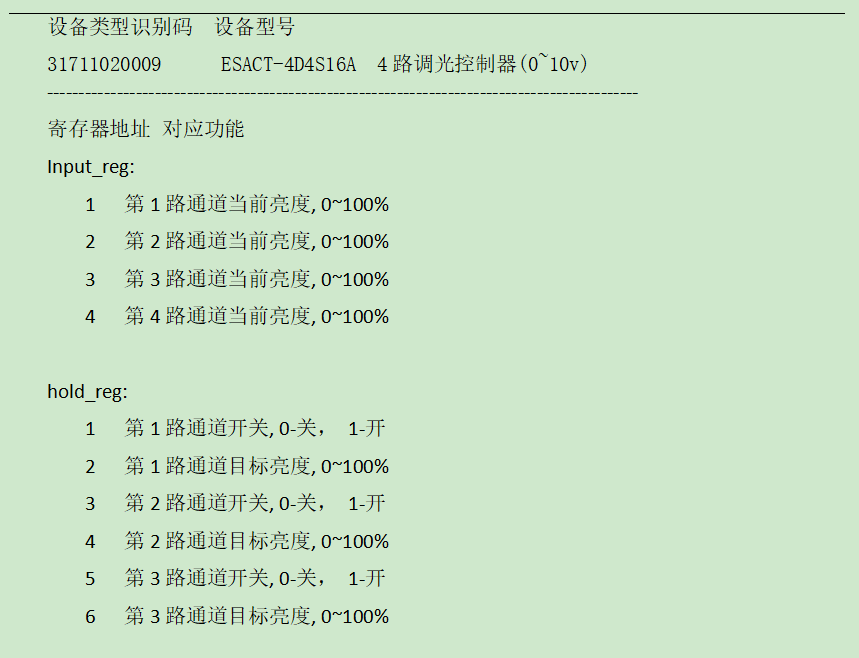 设备类型识别码 设备型号
31711020009 ESACT-4D4S16A 4路调光控制器(0~10v)
--------------------------------------------------------------------------------------------------
寄存器地址 对应功能
Input_reg:
1 第1路通道当前亮度,0~100%
2 第2路通道当前亮度,0~100%
3 第3路通道当前亮度,0~100%
4 第4路通道当前亮度,0~100%
hold_reg:
1 第1路通道开关,0-关， 1-开
2 第1路通道目标亮度,0~100%
3 第2路通道开关,0-关， 1-开
4 第2路通道目标亮度,0~100%
5 第3路通道开关,0-关， 1-开
6 第3路通道目标亮度,0~100%